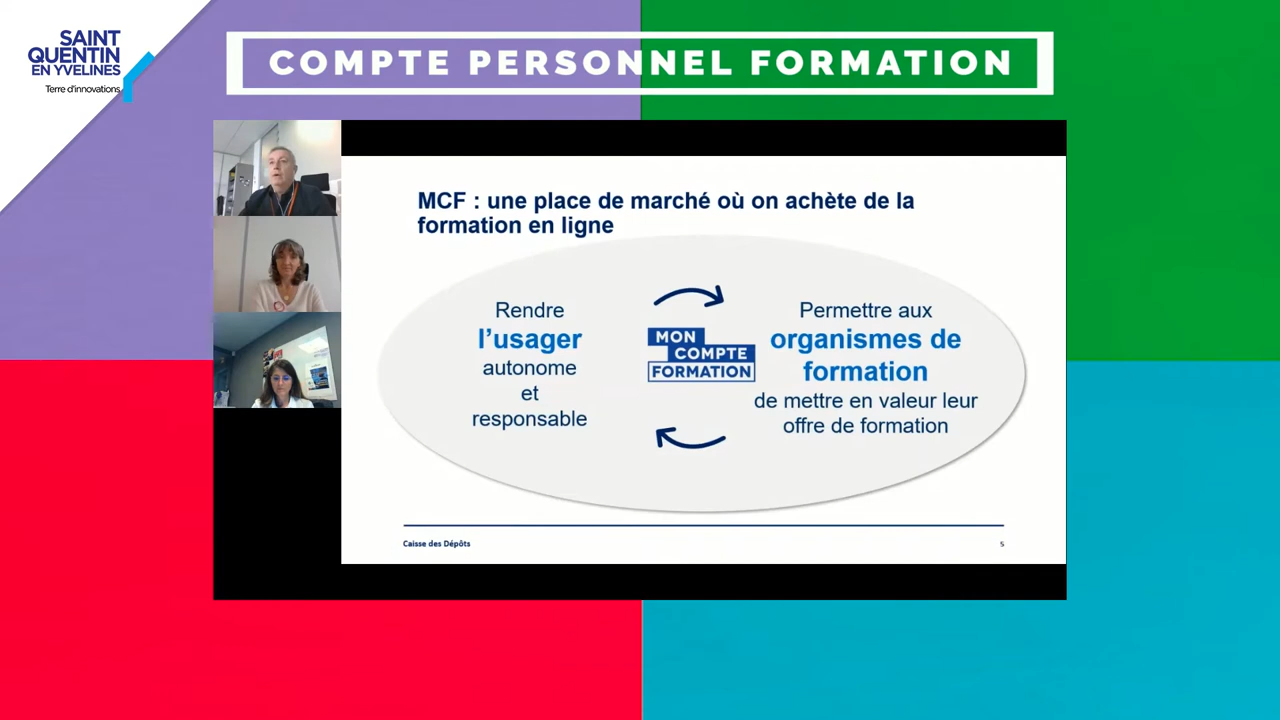 SAINT
QUENTIN
EN YVELINES
Terre d'innovations
COMPTE PERSONNEL FORMATION
MCF : une place de marché où on achète de la
formation en ligne
Rendre
l'usager
autonome
et
responsable
MON
COMPTE
FORMATION
Permettre aux
organismes de
formation
de mettre en valeur leur
offre de formation
Caisse des Dépôts
5